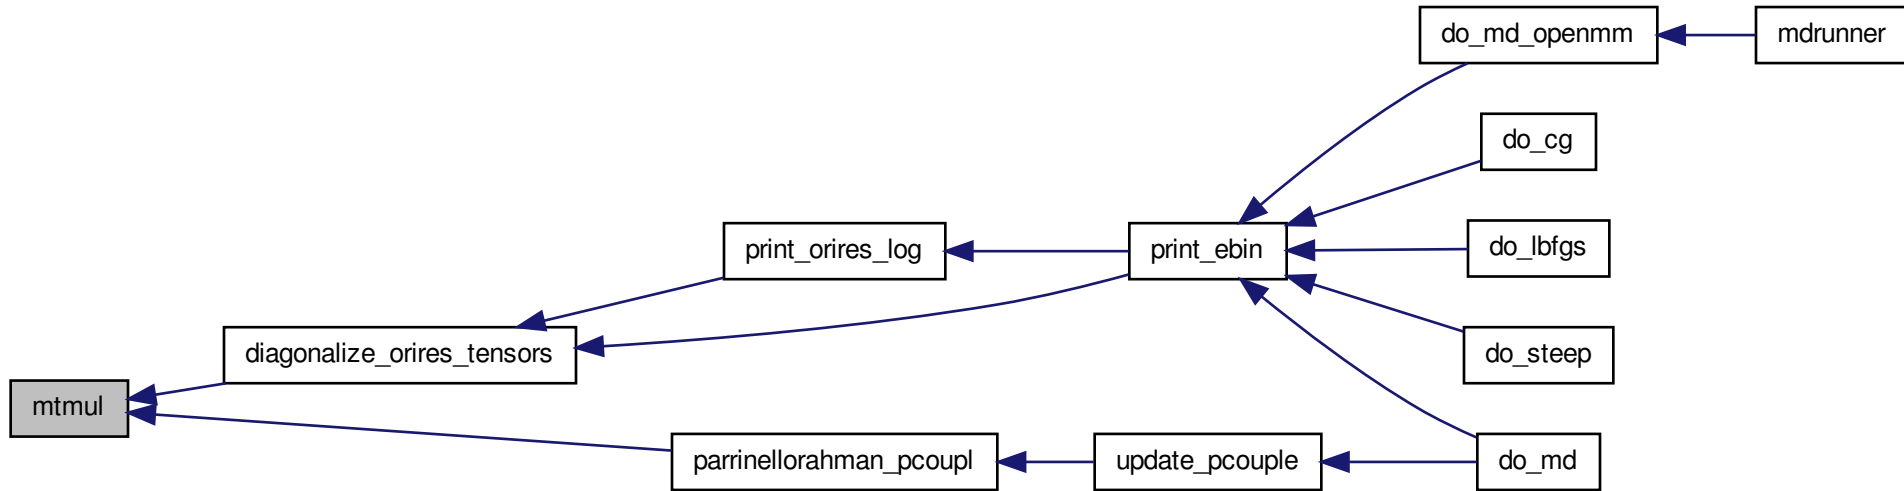 do_md_openmm
mdrunner
do_cg
print_orires_log
print_ebin
do_lbfgs
diagonalize_orires_tensors
do_steep
mtmul
parrinellorahman_pcoupl
update_pcouple
do_md